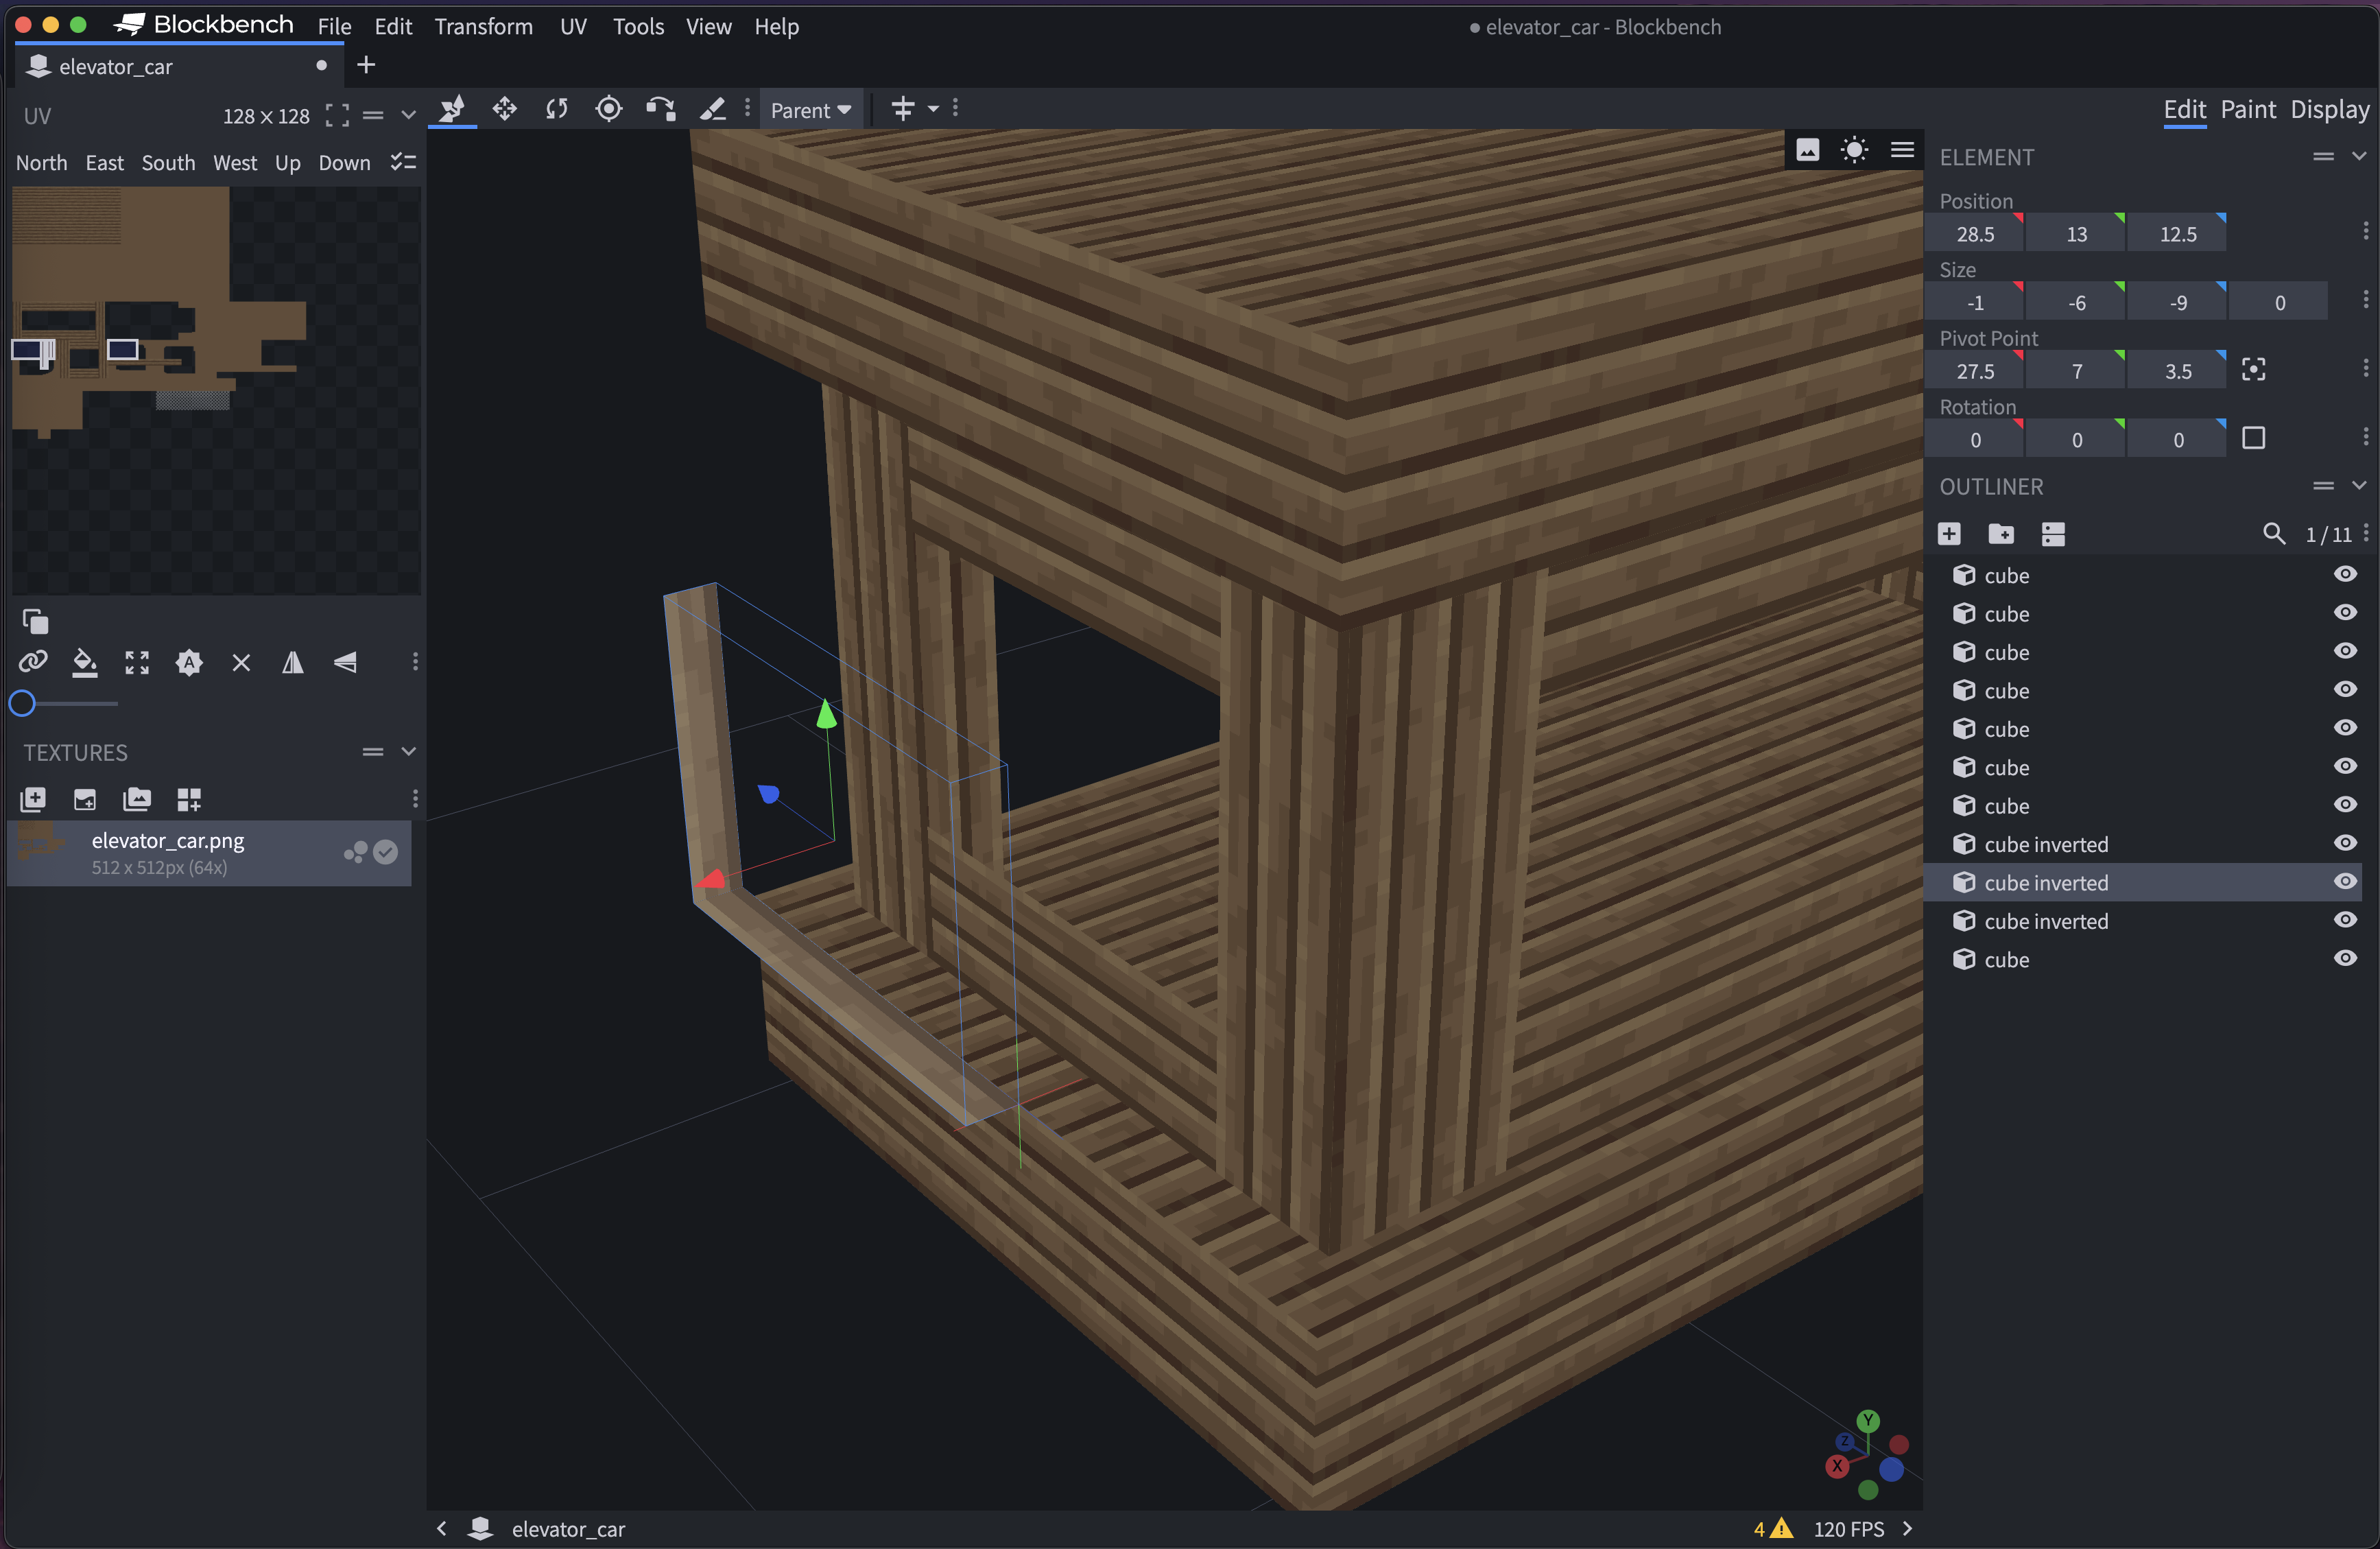 Blockbench File Edit Transform UV Tools View Help elevator_car - Blockbench
elevator_car
UV 128 × 128
Parent
Edit Paint Display
North East South West Up Down
ELEMENT
Position
28.5 13 12.5
Size
-1 -6 -9 0
Pivot Point
27.5 7 3.5
Rotation
0 0 0
OUTLINER
1 / 11
cube
cube
cube
cube
cube
cube
cube
cube inverted
cube inverted
cube inverted
cube
A
TEXTURES
elevator_car.png
512 x 512px (64x)
Y
Z
X
elevator_car
4 120 FPS